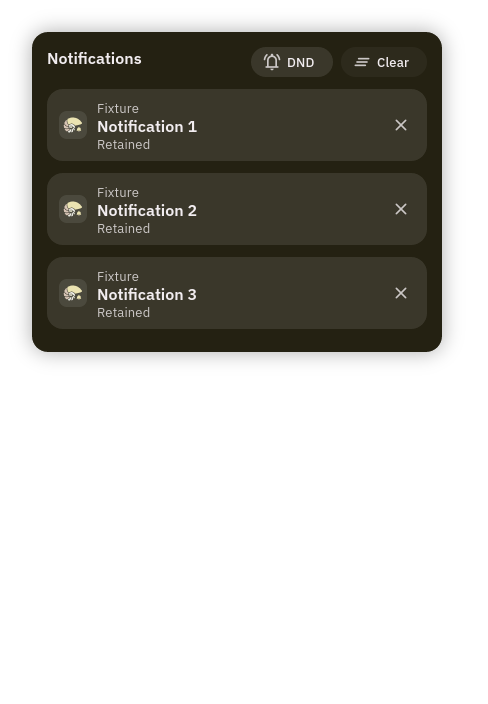 Notifications
DND
Clear
Fixture
Notification 1
Retained
Fixture
Notification 2
Retained
Fixture
Notification 3
Retained